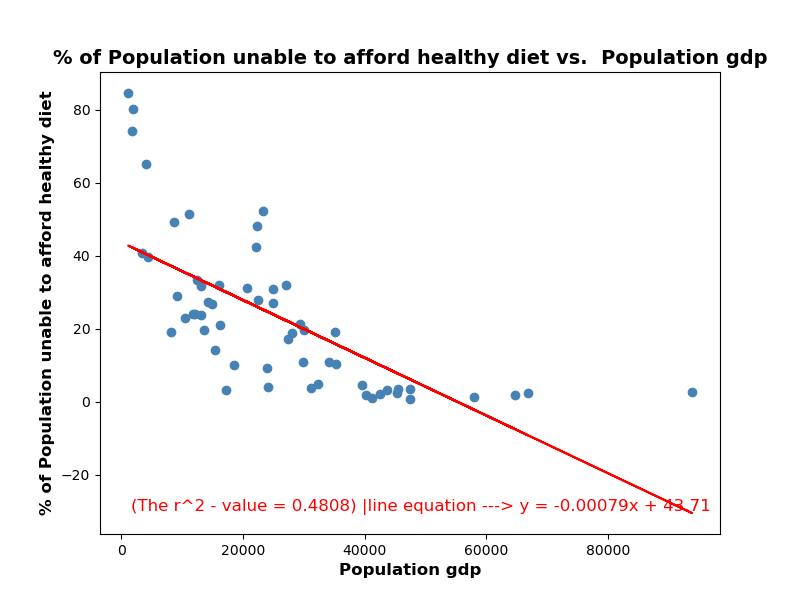 % of Population unable to afford healthy diet vs.  Population gdp
% of Population unable to afford healthy diet
80
60
40
20
0
−20
(The r^2 - value = 0.4808) |line equation ---> y = -0.00079x + 43.71
0 20000 40000 60000 80000
Population gdp